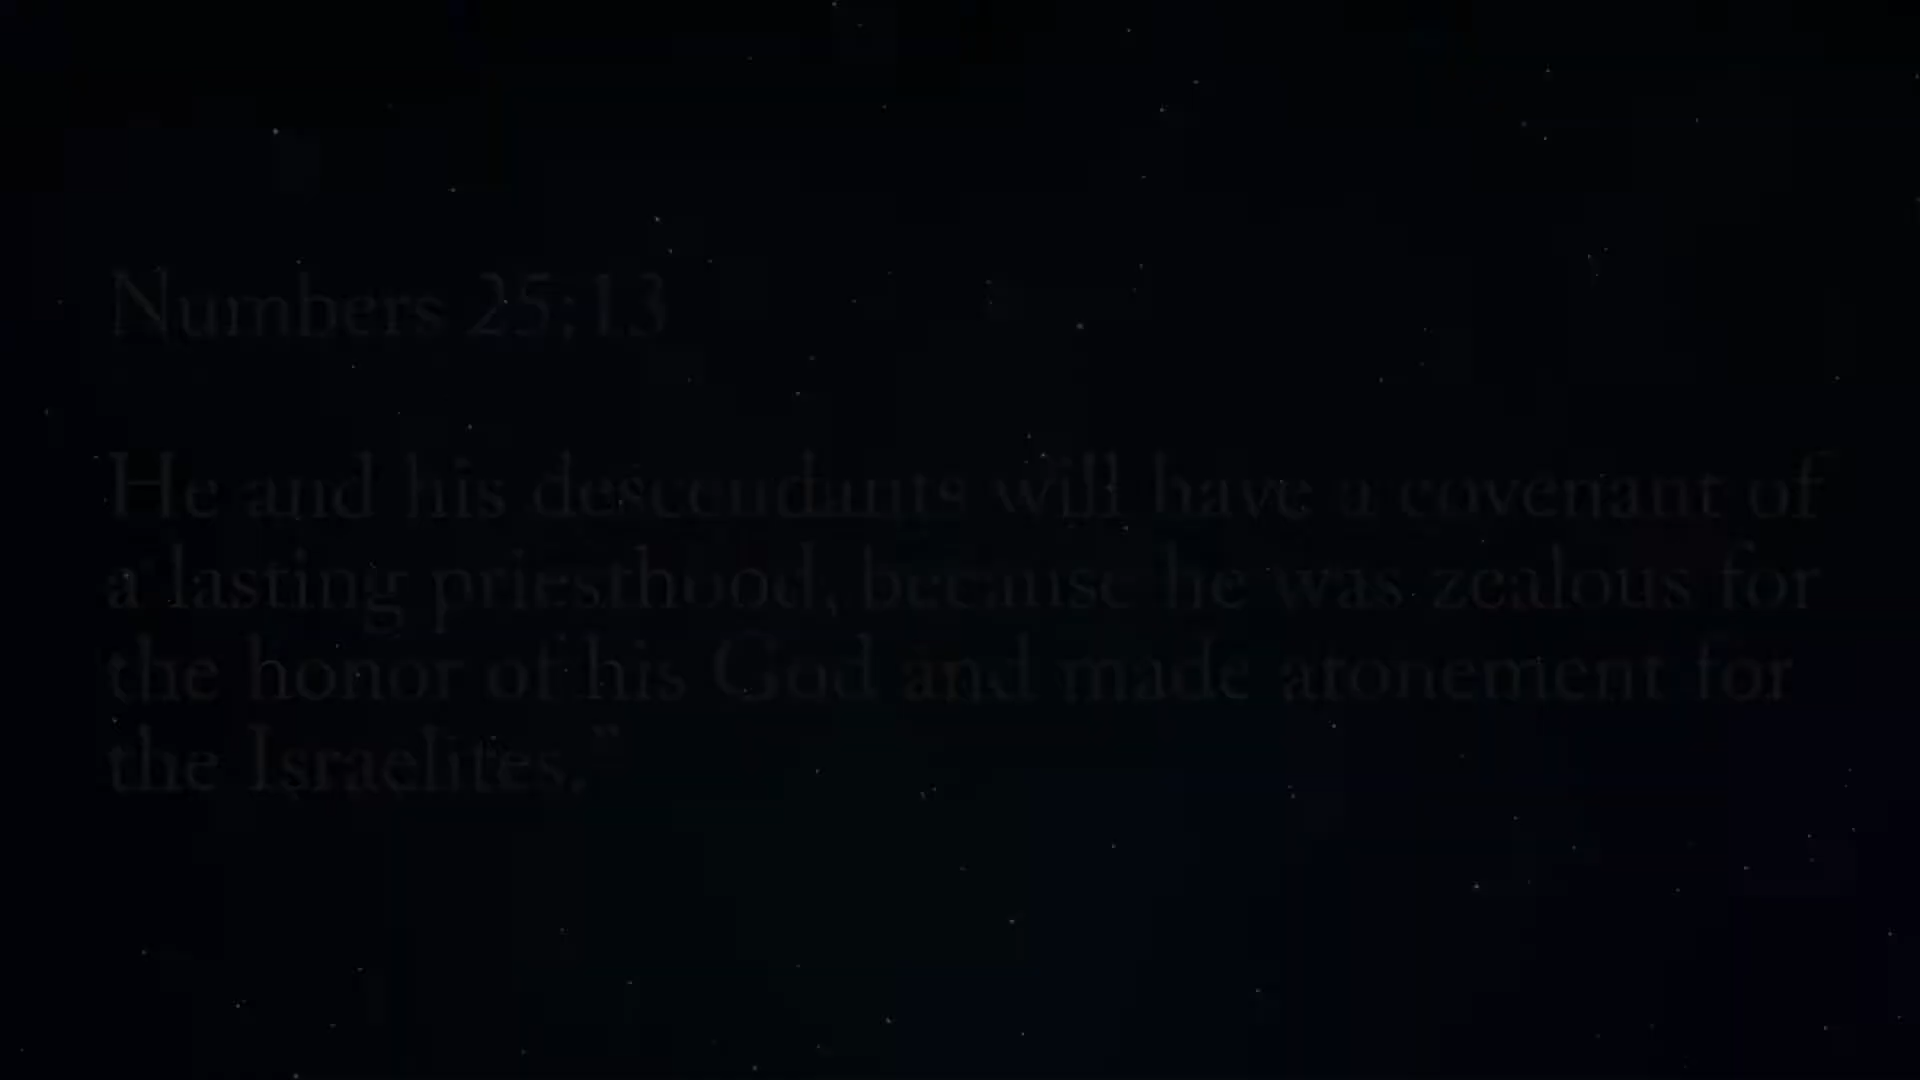 Numbers 25:13
He and his descendants will have a covenant of
a lasting priesthood, because he was zealous for
the honor of his God and made atonement for
the Israelites.”